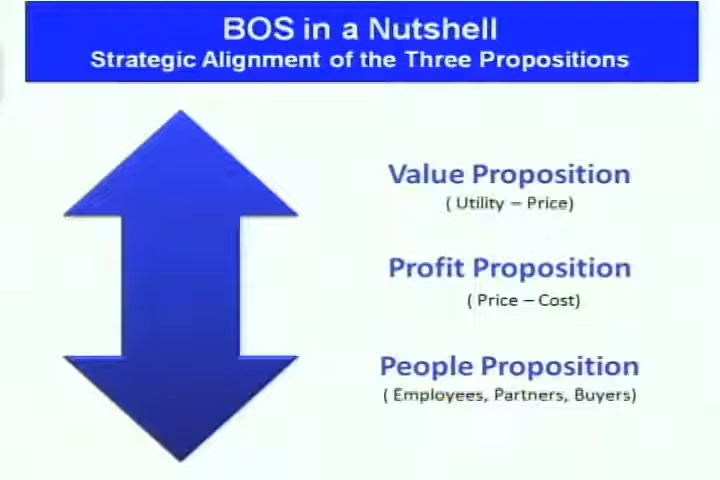 BOS in a Nutshell
Strategic Alignment of the Three Propositions
Value Proposition
( Utility – Price)
Profit Proposition
( Price – Cost)
People Proposition
( Employees, Partners, Buyers)